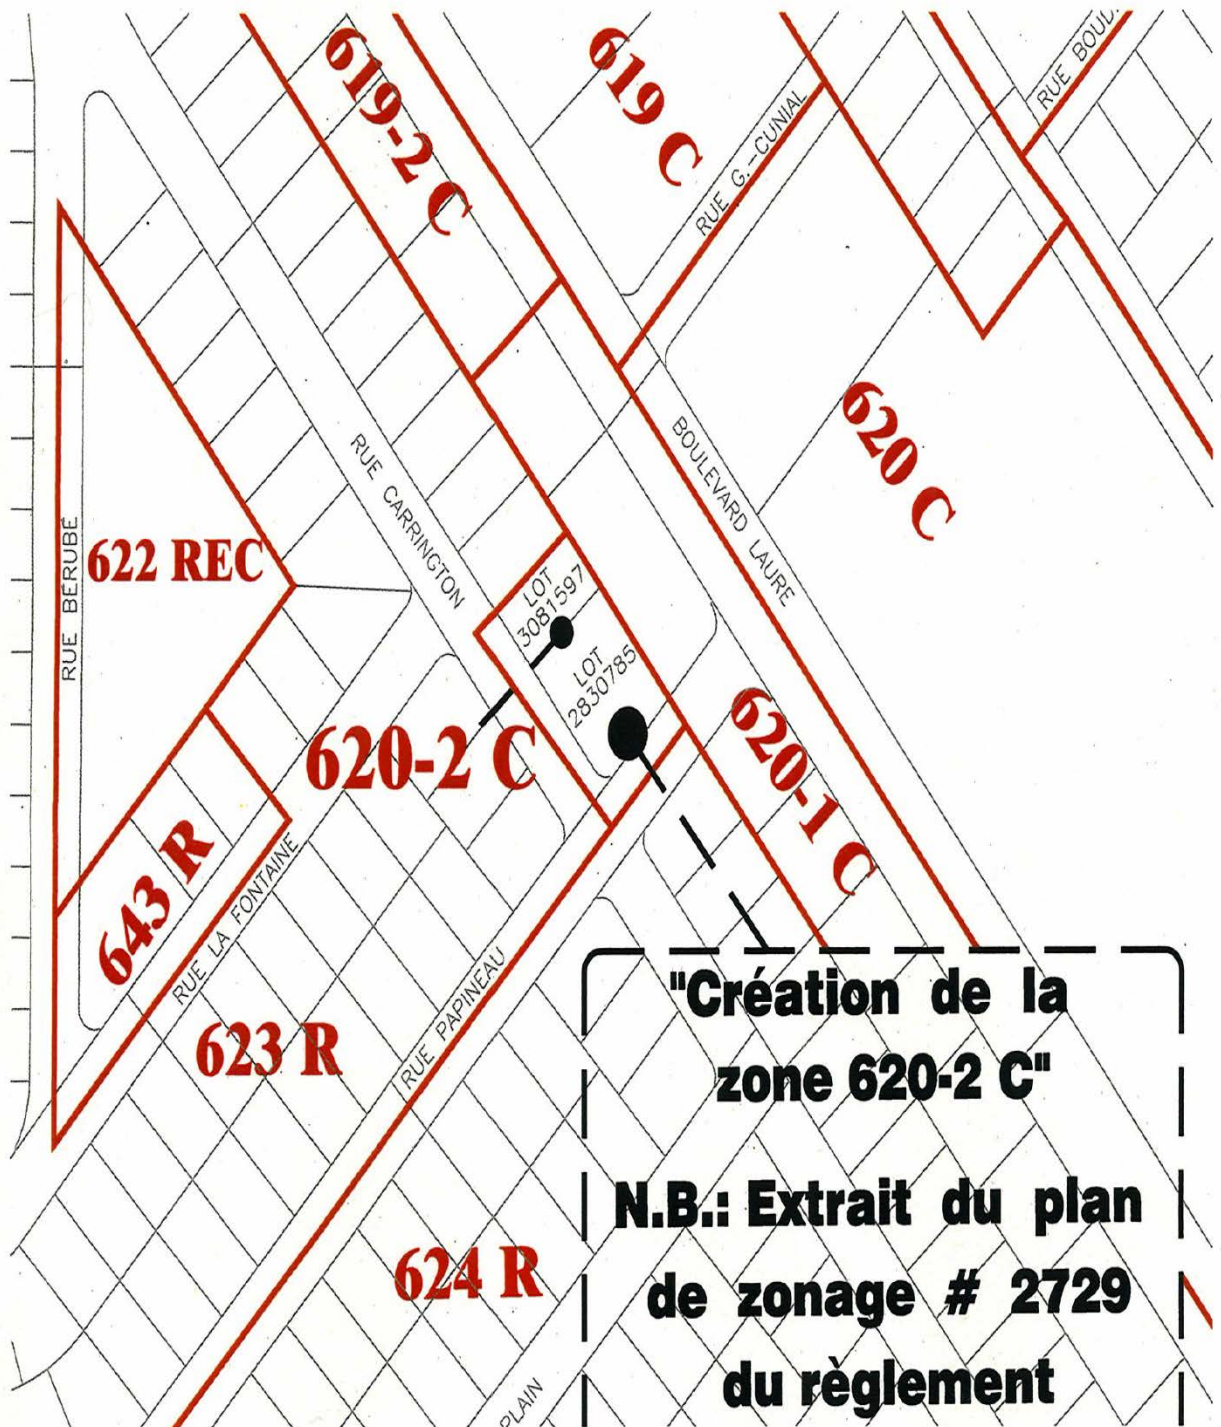 619-2 C
619 C
RUE G.-CUNIAL
620 C
BOULEVARD LAURE
RUE CARRINGTON
622 REC
RUE BÉRUBÉ
LOT
3081597
LOT
2830785
620-2 C
620-1 C
643 R
RUE LA FONTAINE
623 R
RUE PAPINEAU
624 R
"Création de la
zone 620-2 C"
N.B.: Extrait du plan
de zonage # 2729
du règlement